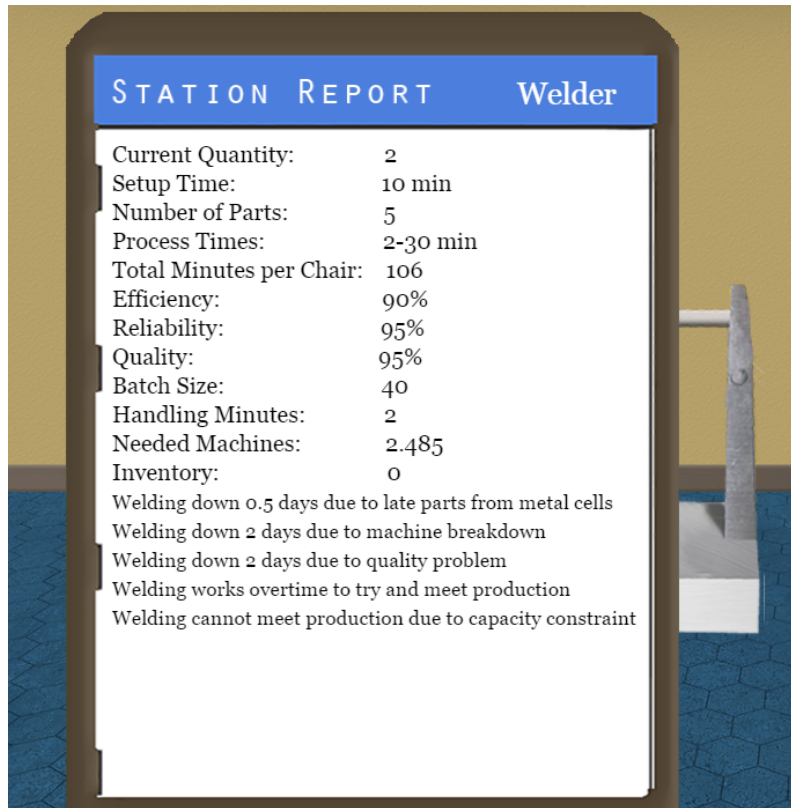 STATION REPORT Welder
Current Quantity: 2
Setup Time: 10 min
Number of Parts: 5
Process Times: 2-30 min
Total Minutes per Chair: 106
Efficiency: 90%
Reliability: 95%
Quality: 95%
Batch Size: 40
Handling Minutes: 2
Needed Machines: 2.485
Inventory: 0
Welding down 0.5 days due to late parts from metal cells
Welding down 2 days due to machine breakdown
Welding down 2 days due to quality problem
Welding works overtime to try and meet production
Welding cannot meet production due to capacity constraint